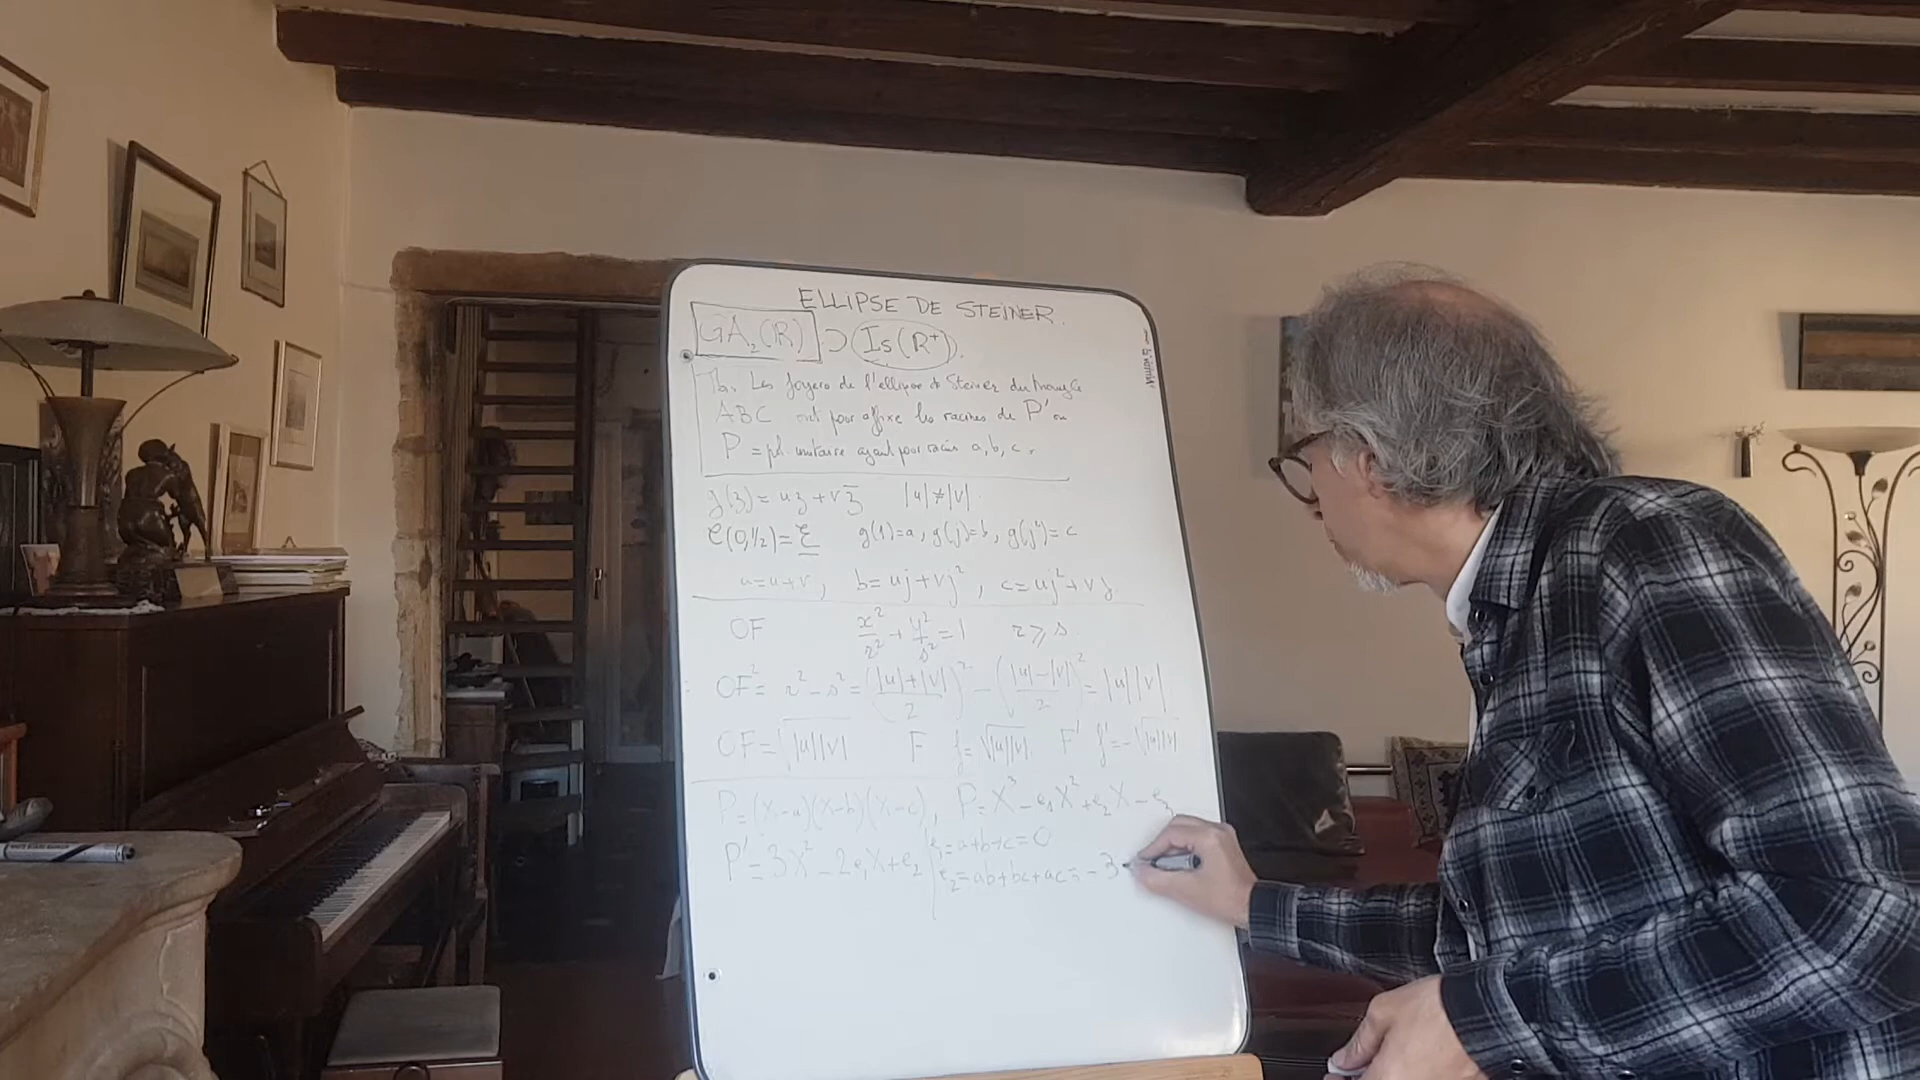 ELLIPSE DE STEINER.
GA₂(R) ⊃ Is(R⁺).
Th. Les foyers de l'ellipse de Steiner du triangle
ABC ont pour affixe les racines de P' où
P = pol. unitaire ayant pour racines a, b, c.
g(z) = uz + vz̅ |u| ≠ |v|
C(0,1/2) = E g(1)=a, g(j)=b, g(j²)=c
a=u+v, b=uj+vj², c=uj²+vj.
OF x²/r² + y²/s² = 1 r ⩾ s.
OF² = r² - s² = ((|u|+|v|)/2)² - ((|u|-|v|)/2)² = |u||v|
OF = √|u||v| F f = √|u||v| F' f' = -√|u||v|
P = (X-a)(X-b)(X-c), P = X³ - e₁X² + e₂X - e₃
P' = 3X² - 2e₁X + e₂
e₁ = a+b+c = 0
e₂ = ab+bc+ac = -3